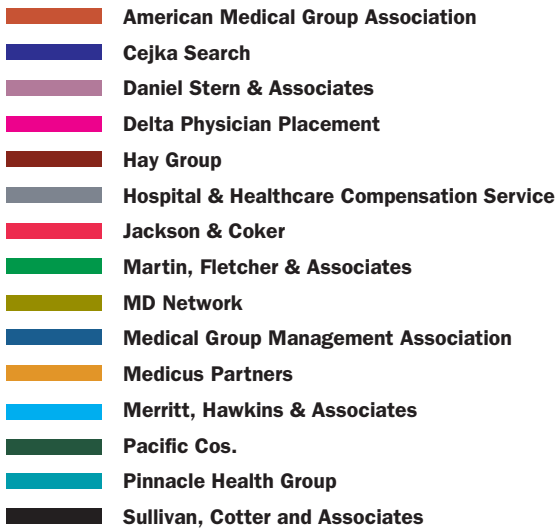 American Medical Group Association
Cejka Search
Daniel Stern & Associates
Delta Physician Placement
Hay Group
Hospital & Healthcare Compensation Service
Jackson & Coker
Martin, Fletcher & Associates
MD Network
Medical Group Management Association
Medicus Partners
Merritt, Hawkins & Associates
Pacific Cos.
Pinnacle Health Group
Sullivan, Cotter and Associates